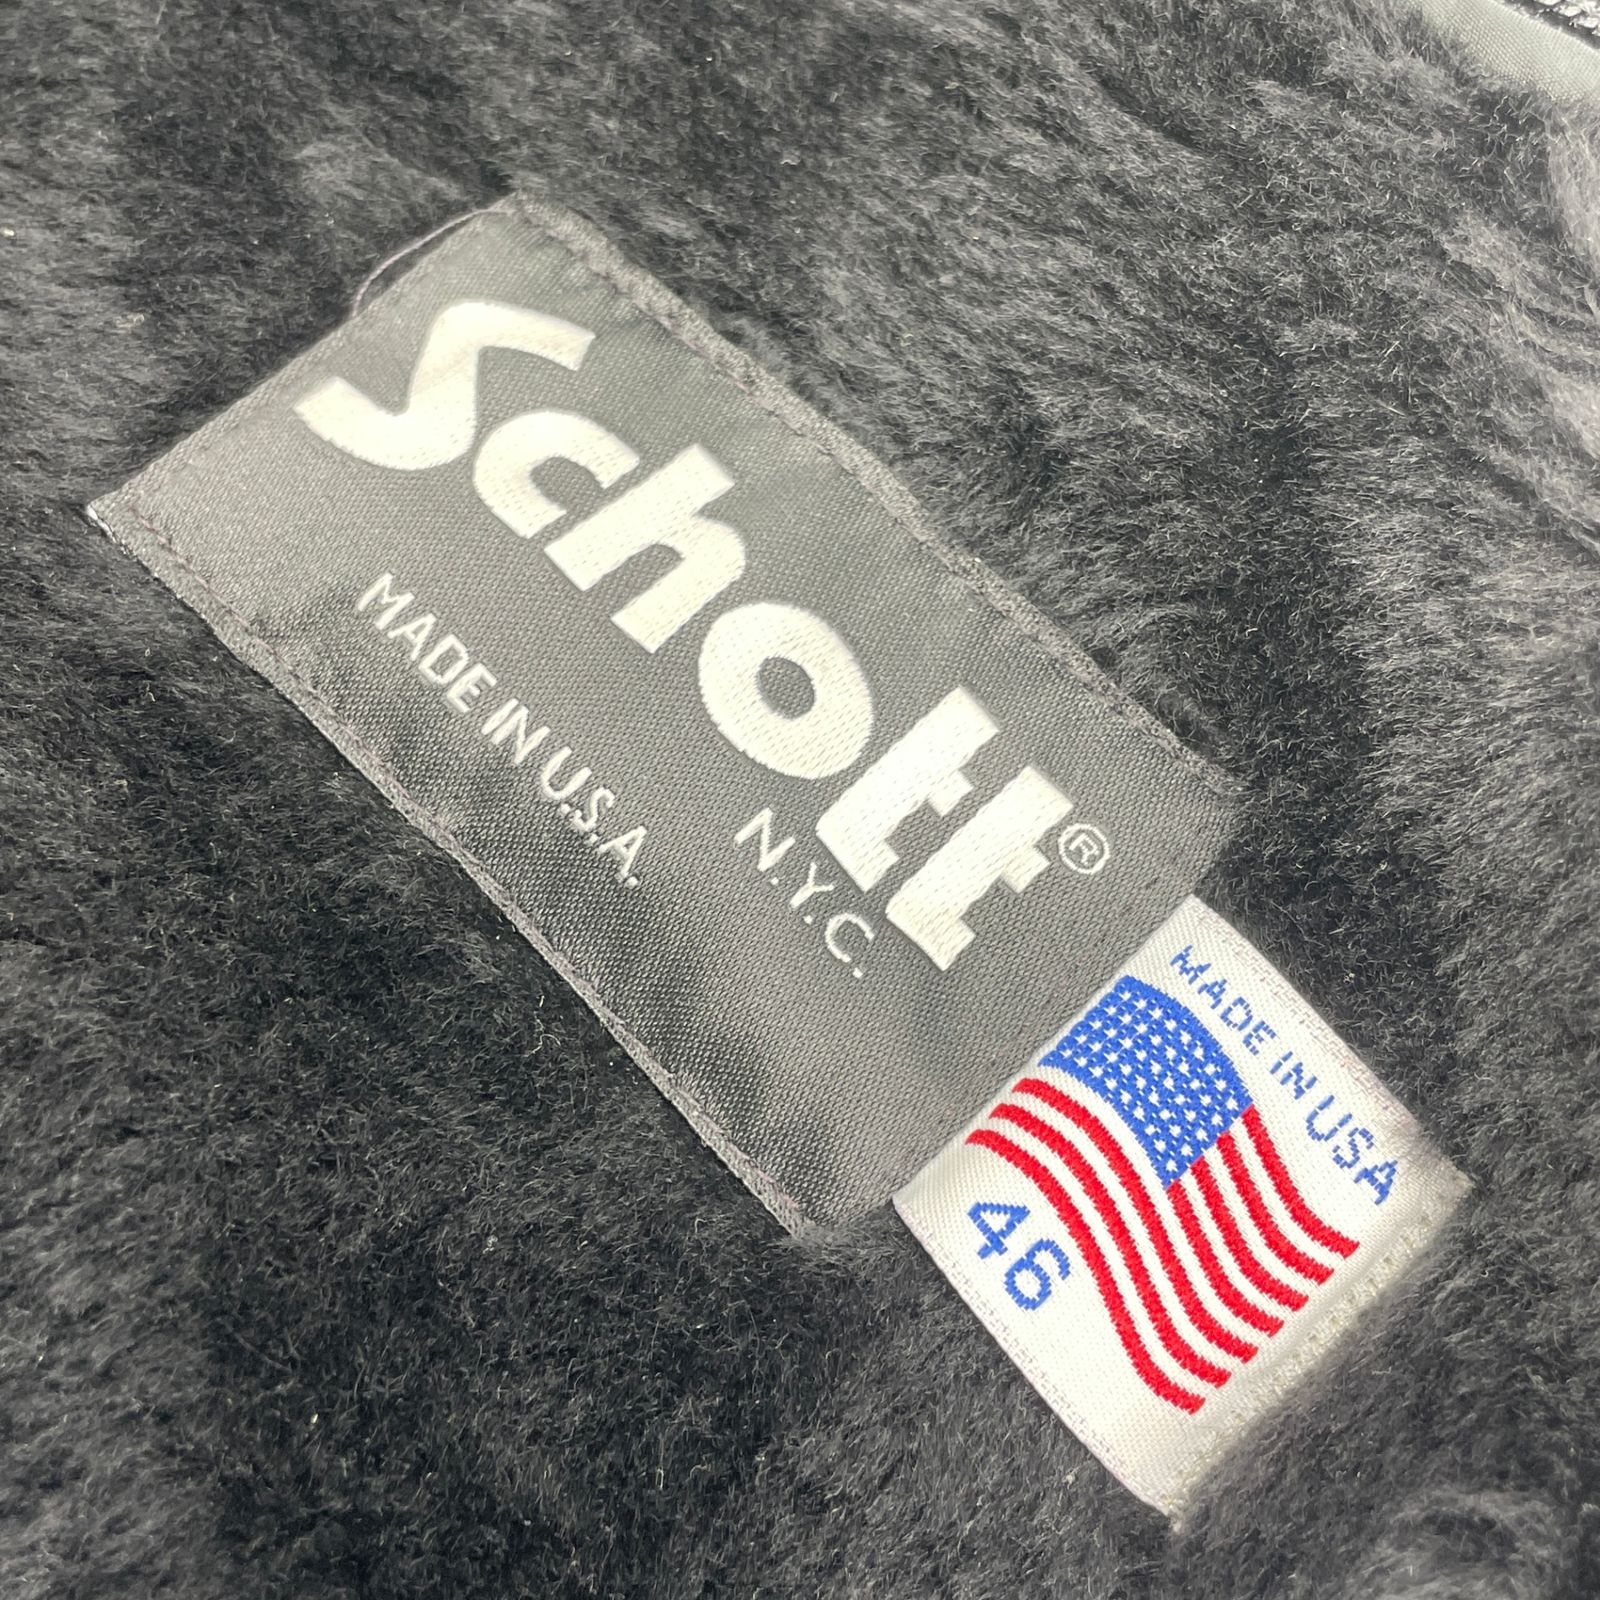 Schott®
N.Y.C.
MADE IN U.S.A.
MADE IN USA
46